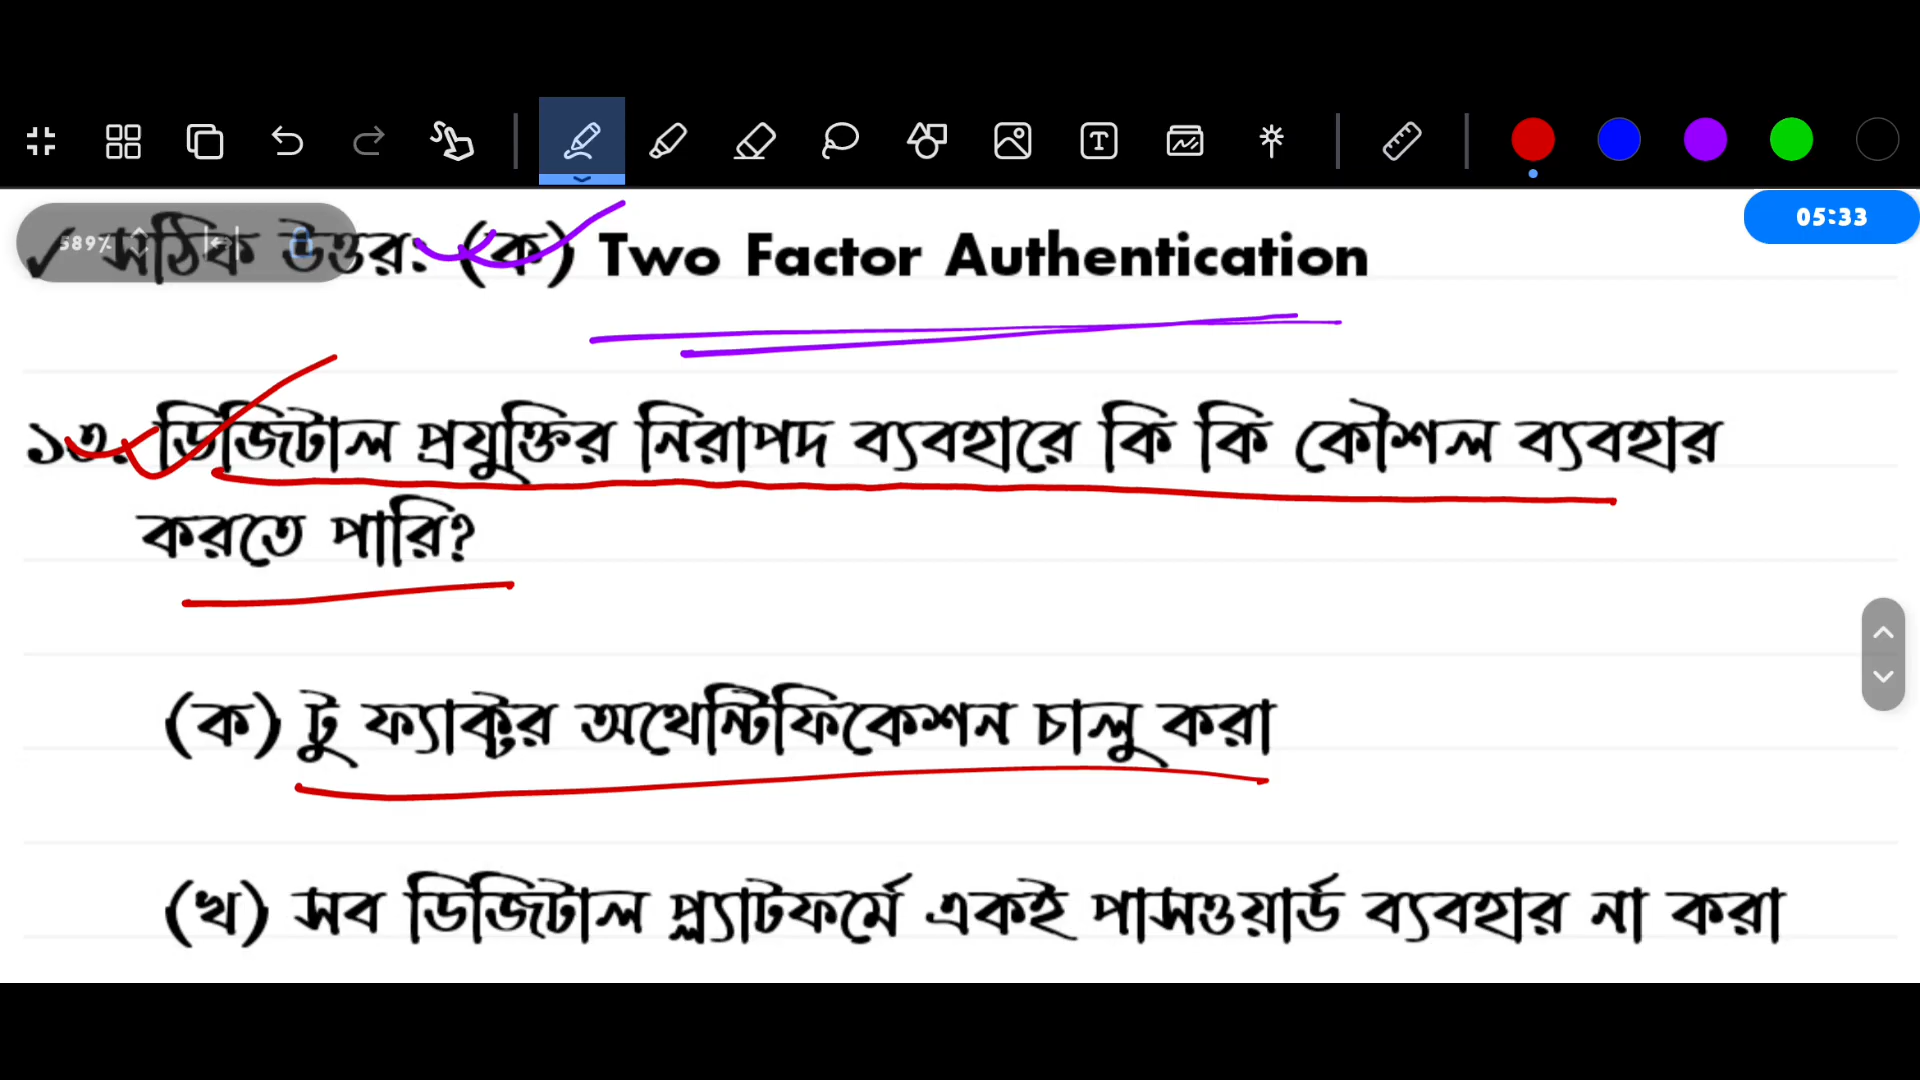 05:33
589%
✓ সঠিক উত্তর: (ক) Two Factor Authentication
১৩. ডিজিটাল প্রযুক্তির নিরাপদ ব্যবহারে কি কি কৌশল ব্যবহার
করতে পারি?
(ক) টু ফ্যাক্টর অথেন্টিফিকেশন চালু করা
(খ) সব ডিজিটাল প্ল্যাটফর্মে একই পাসওয়ার্ড ব্যবহার না করা